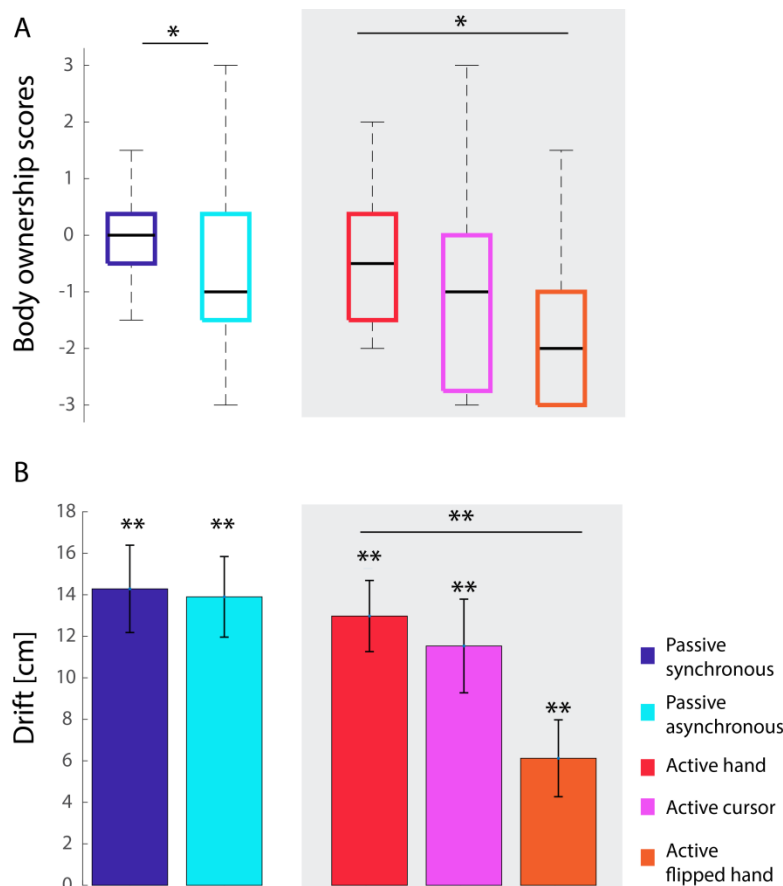 A
*
*
Body ownership scores
3
2
1
0
-1
-2
-3
B
Drift [cm]
18
16
14
12
10
8
6
4
2
0
**
**
**
**
**
**
Passive
synchronous
Passive
asynchronous
Active hand
Active cursor
Active
flipped hand